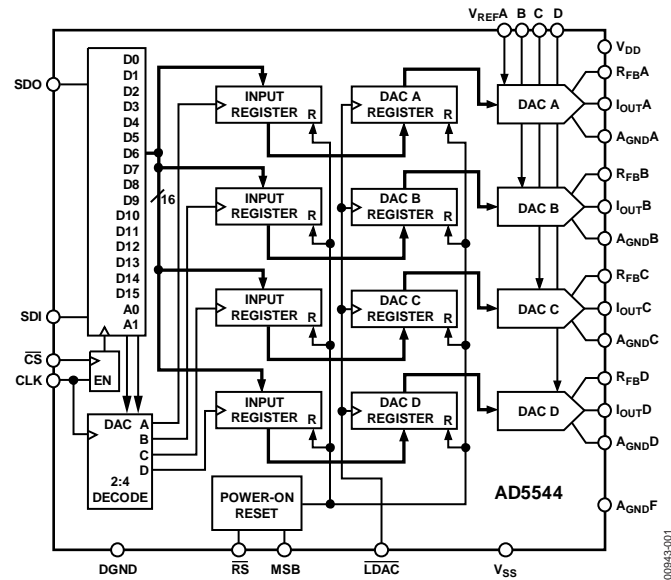 VREFA B C D
VDD
SDO
D0
D1
D2
D3
D4
D5
D6
D7
D8
D9
D10
D11
D12
D13
D14
D15
A0
A1
16
SDI
CS
CLK
EN
DAC A
B
C
D
2:4
DECODE
INPUT
REGISTER R
DAC A
REGISTER R
DAC A
RFBA
IOUTA
AGNDA
INPUT
REGISTER R
DAC B
REGISTER R
DAC B
RFBB
IOUTB
AGNDB
INPUT
REGISTER R
DAC C
REGISTER R
DAC C
RFBC
IOUTC
AGNDC
INPUT
REGISTER R
DAC D
REGISTER R
DAC D
RFBD
IOUTD
AGNDD
POWER-ON
RESET
AD5544
AGNDF
DGND
RS
MSB
LDAC
VSS
00943-001